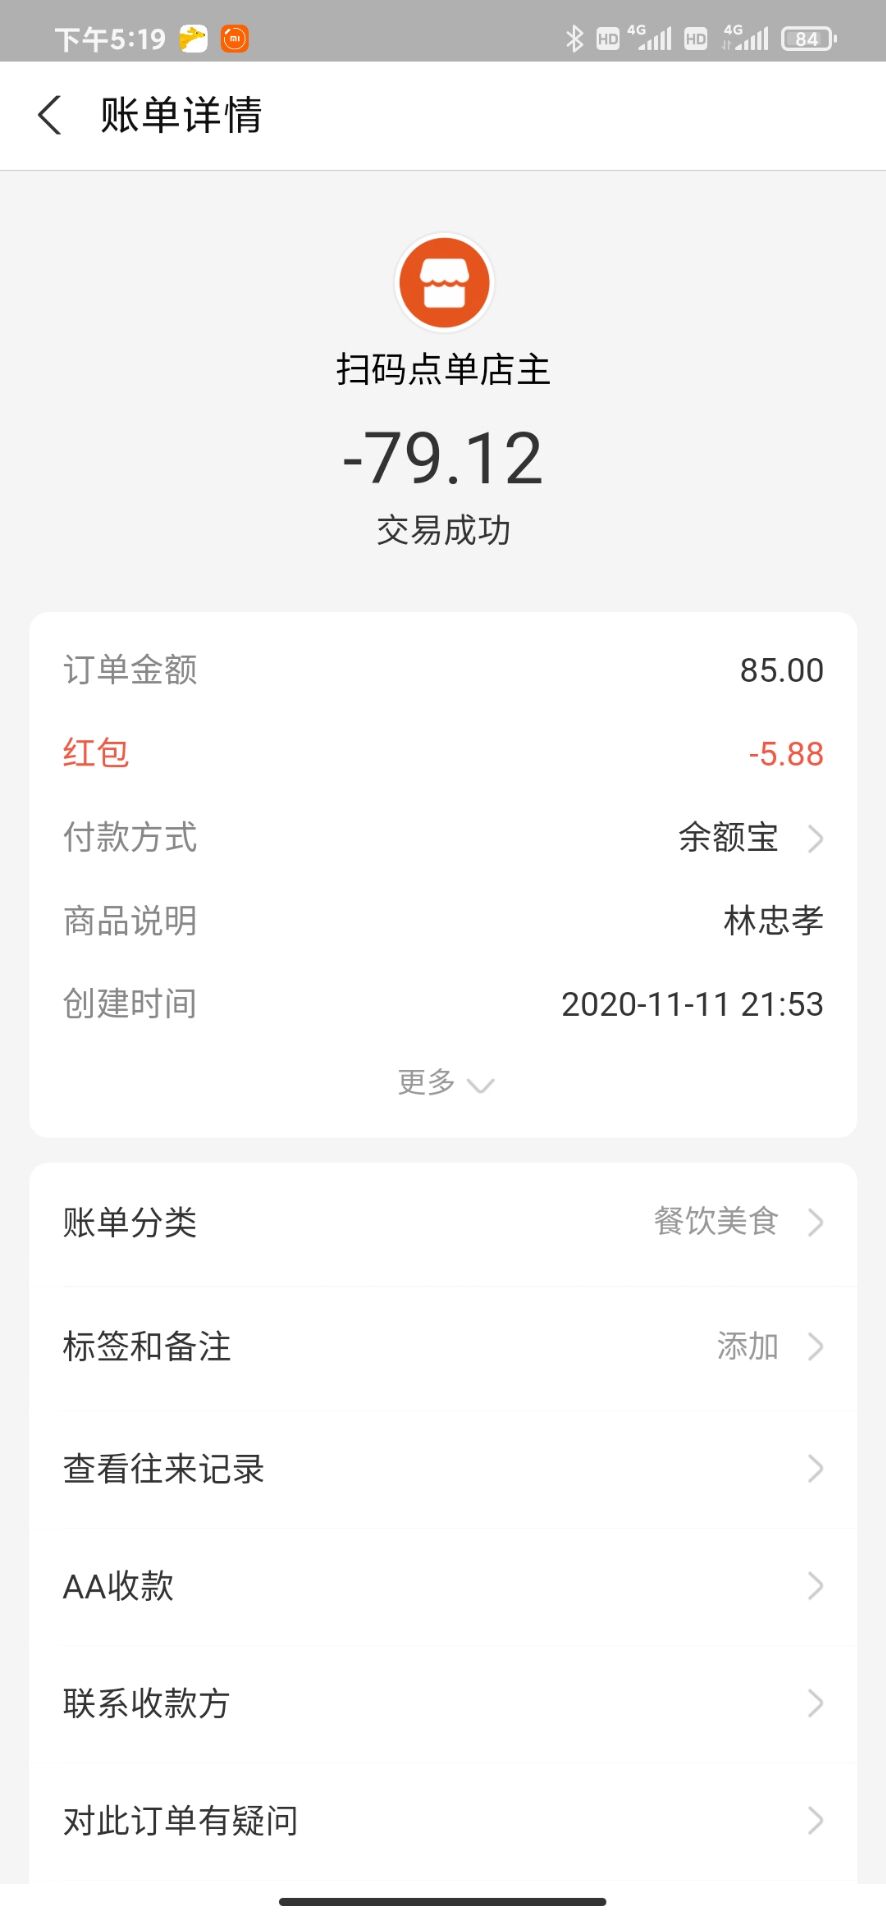 下午5:19 HD 4G HD 4G 84
账单详情
扫码点单店主
-79.12
交易成功
订单金额 85.00
红包 -5.88
付款方式 余额宝
商品说明 林忠孝
创建时间 2020-11-11 21:53
更多
账单分类 餐饮美食
标签和备注 添加
查看往来记录
AA收款
联系收款方
对此订单有疑问